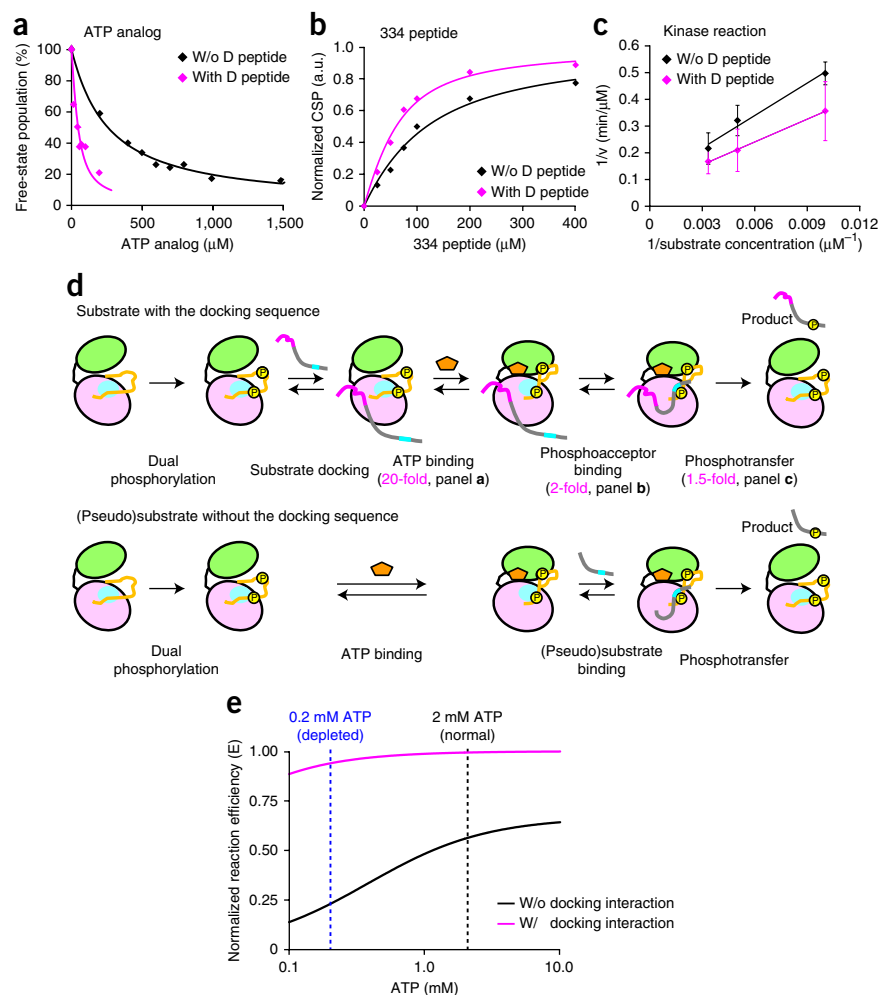 a
ATP analog
Free-state population (%)
100
80
60
40
20
0
W/o D peptide
With D peptide
0
500
1,000
1,500
ATP analog (μM)
b
334 peptide
Normalized CSP (a.u.)
1.0
0.8
0.6
0.4
0.2
0
W/o D peptide
With D peptide
0
100
200
300
400
334 peptide (μM)
c
Kinase reaction
1/v (min/μM)
0.6
0.5
0.4
0.3
0.2
0.1
0
W/o D peptide
With D peptide
0
0.003
0.006
0.009
0.012
1/substrate concentration (μM⁻¹)
d
Substrate with the docking sequence
Product
P
P
P
P
P
P
P
P
P
P
P
Dual
phosphorylation
Substrate docking
ATP binding
(20-fold, panel a)
Phosphoacceptor
binding
(2-fold, panel b)
Phosphotransfer
(1.5-fold, panel c)
(Pseudo)substrate without the docking sequence
Product
P
P
P
P
P
P
P
P
P
Dual
phosphorylation
ATP binding
(Pseudo)substrate
binding
Phosphotransfer
e
0.2 mM ATP
(depleted)
2 mM ATP
(normal)
Normalized reaction efficiency (E)
1.00
0.75
0.50
0.25
0
W/o docking interaction
W/ docking interaction
0.1
1.0
10.0
ATP (mM)